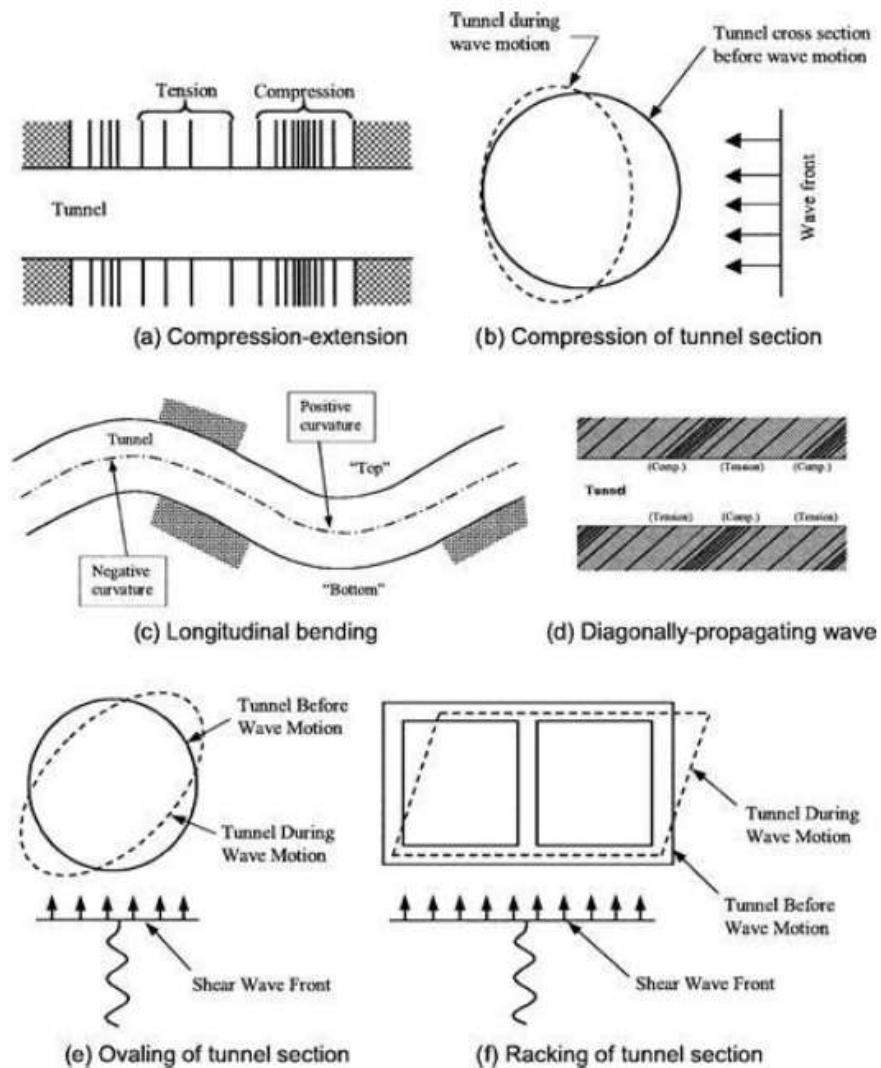 Tunnel during
wave motion
Tunnel cross section
before wave motion
Tension
Compression
Tunnel
Wave front
(a) Compression-extension
(b) Compression of tunnel section
Positive
curvature
Tunnel
"Top"
Negative
curvature
"Bottom"
(c) Longitudinal bending
(Comp.)
(Tension)
(Comp.)
Tunnel
(Tension)
(Comp.)
(Tension)
(d) Diagonally-propagating wave
Tunnel Before
Wave Motion
Tunnel During
Wave Motion
Shear Wave Front
(e) Ovaling of tunnel section
Tunnel During
Wave Motion
Tunnel Before
Wave Motion
Shear Wave Front
(f) Racking of tunnel section